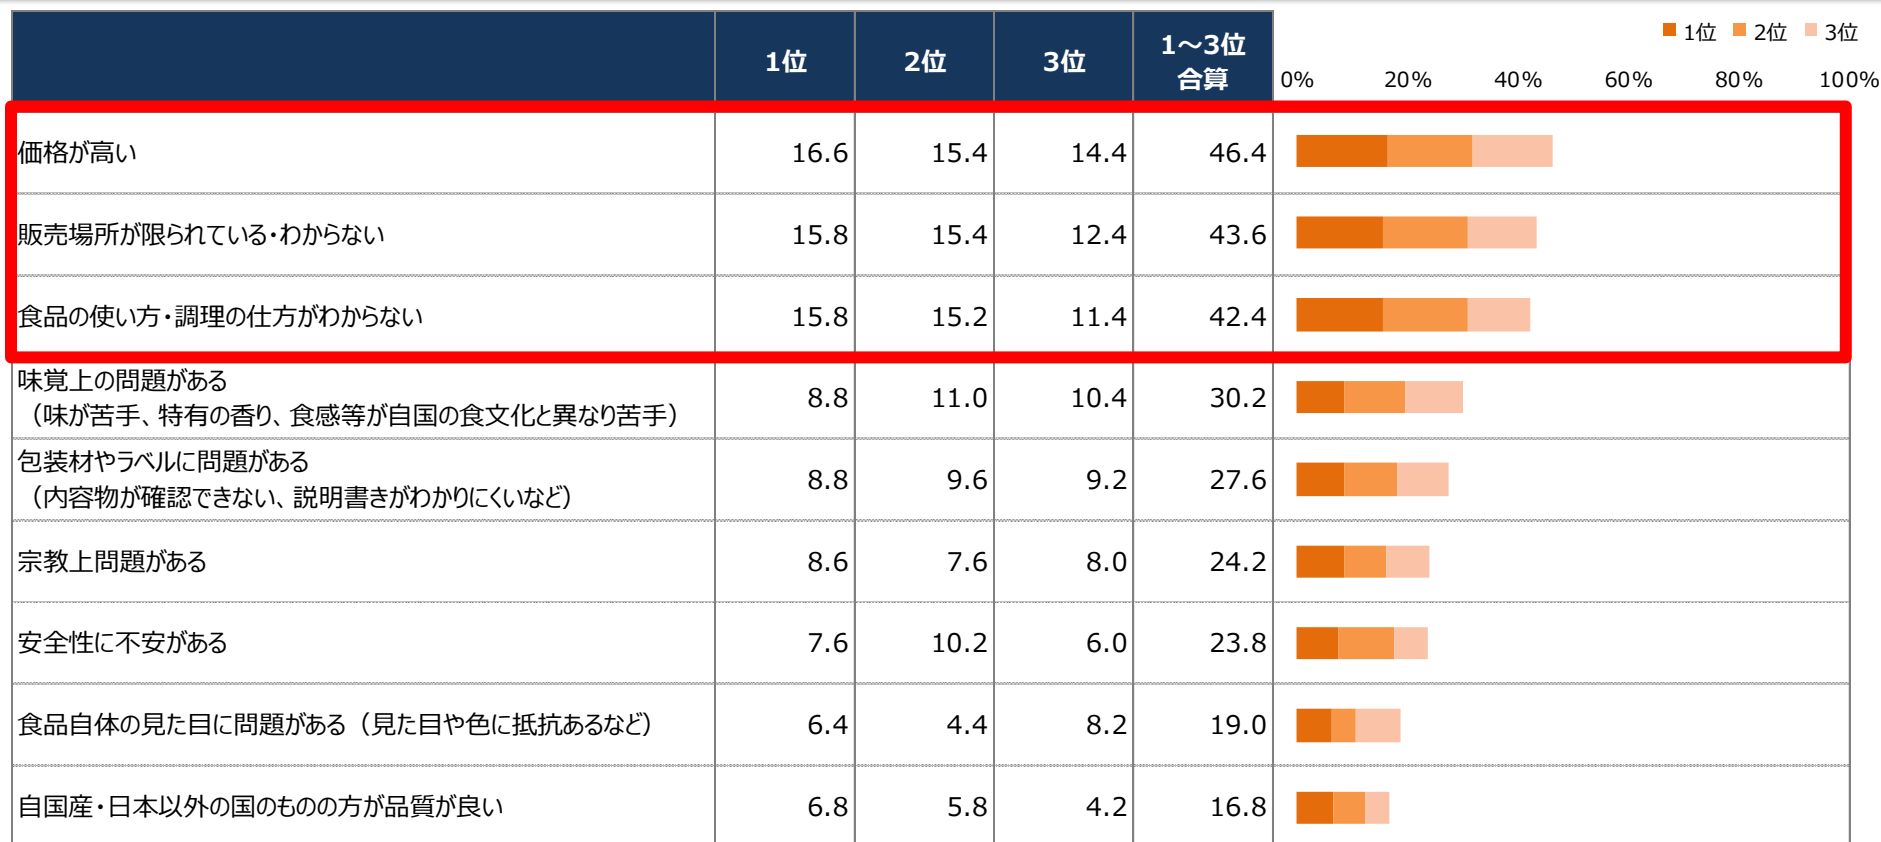 1位 2位 3位
1位 2位 3位 1～3位
合算
0% 20% 40% 60% 80% 100%
価格が高い 16.6 15.4 14.4 46.4
販売場所が限られている・わからない 15.8 15.4 12.4 43.6
食品の使い方・調理の仕方がわからない 15.8 15.2 11.4 42.4
味覚上の問題がある
（味が苦手、特有の香り、食感等が自国の食文化と異なり苦手） 8.8 11.0 10.4 30.2
包装材やラベルに問題がある
（内容物が確認できない、説明書きがわかりにくいなど） 8.8 9.6 9.2 27.6
宗教上問題がある 8.6 7.6 8.0 24.2
安全性に不安がある 7.6 10.2 6.0 23.8
食品自体の見た目に問題がある（見た目や色に抵抗あるなど） 6.4 4.4 8.2 19.0
自国産・日本以外の国のものの方が品質が良い 6.8 5.8 4.2 16.8